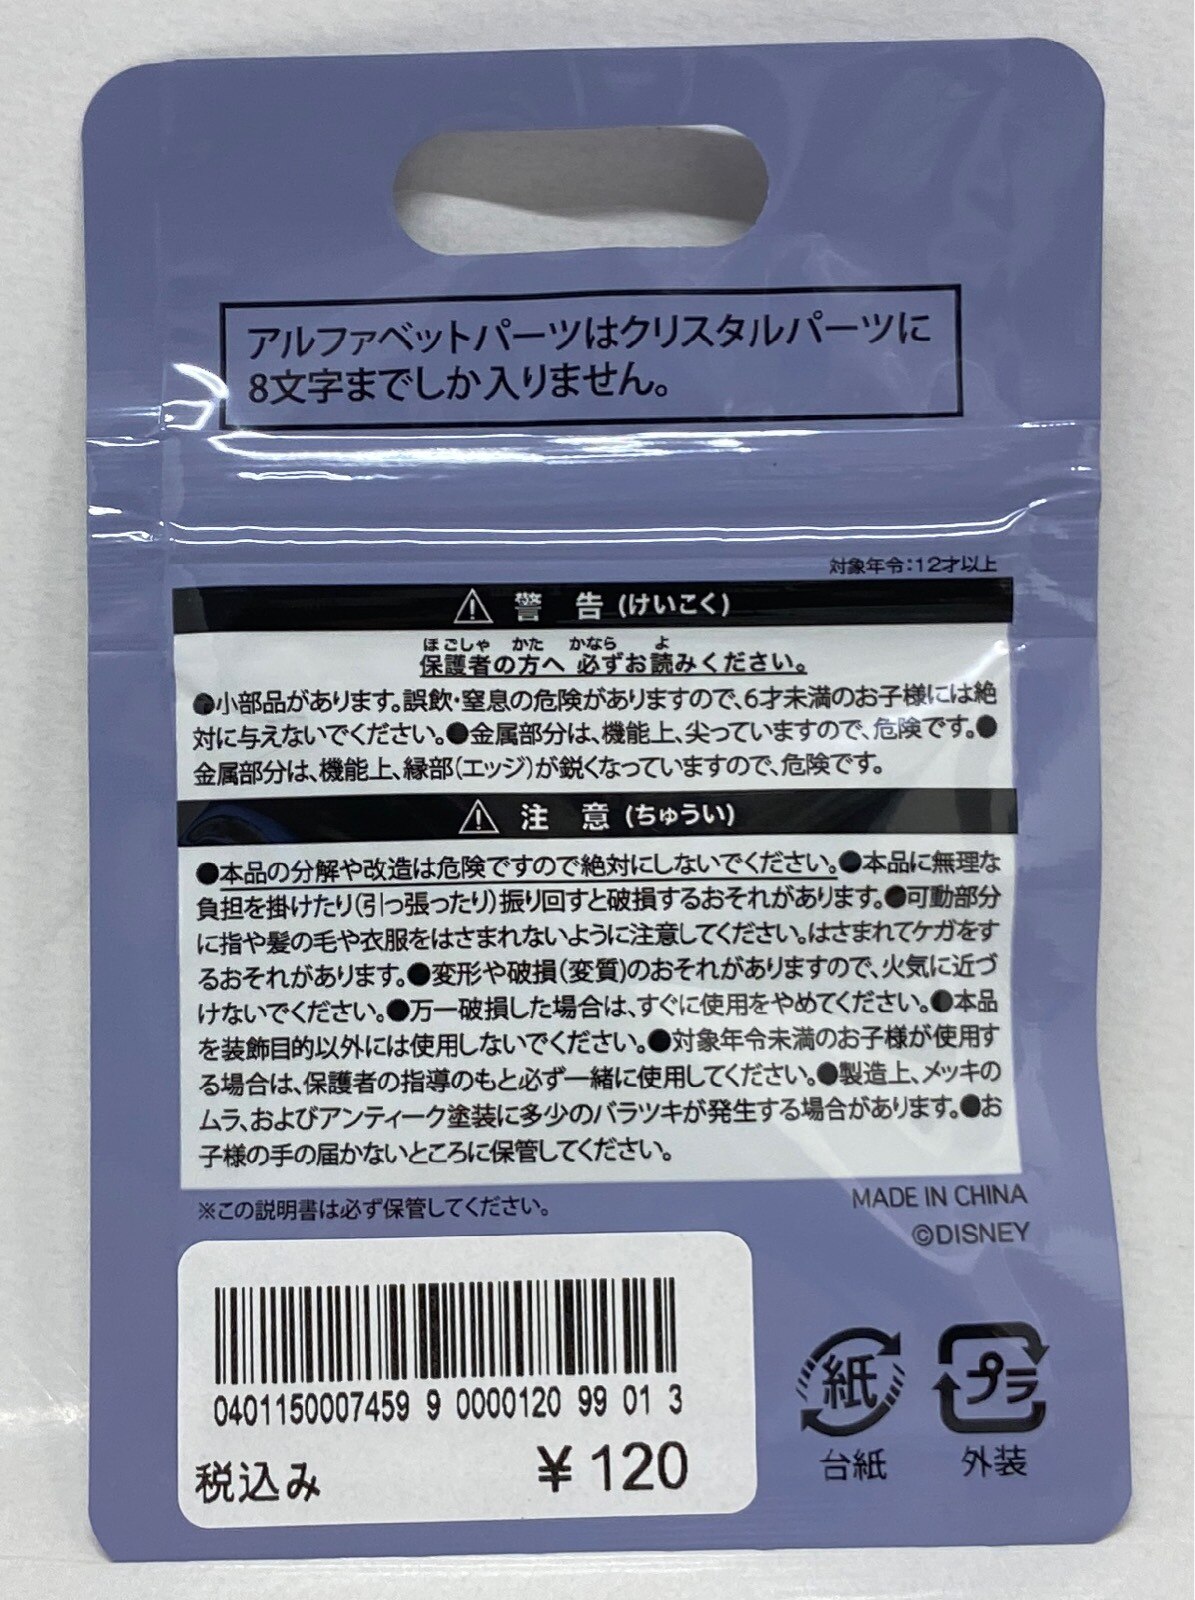 アルファベットパーツはクリスタルパーツに
8文字までしか入りません。
対象年令:12才以上
⚠ 警 告 (けいこく)
ほごしゃ かた かなら よ
保護者の方へ 必ずお読みください。
●小部品があります。誤飲・窒息の危険がありますので、6才未満のお子様には絶
対に与えないでください。●金属部分は、機能上、尖っていますので、危険です。●
金属部分は、機能上、縁部(エッジ)が鋭くなっていますので、危険です。
⚠ 注 意 (ちゅうい)
●本品の分解や改造は危険ですので絶対にしないでください。●本品に無理な
負担を掛けたり(引っ張ったり)振り回すと破損するおそれがあります。●可動部分
に指や髪の毛や衣服をはさまれないように注意してください。はさまれてケガをす
るおそれがあります。●変形や破損(変質)のおそれがありますので、火気に近づ
けないでください。●万一破損した場合は、すぐに使用をやめてください。●本品
を装飾目的以外には使用しないでください。●対象年令未満のお子様が使用す
る場合は、保護者の指導のもと必ず一緒に使用してください。●製造上、メッキの
ムラ、およびアンティーク塗装に多少のバラツキが発生する場合があります。●お
子様の手の届かないところに保管してください。
※この説明書は必ず保管してください。
MADE IN CHINA
©DISNEY
0401150007459 9 0000120 99 01 3
税込み ¥120
紙
台紙
プラ
外装